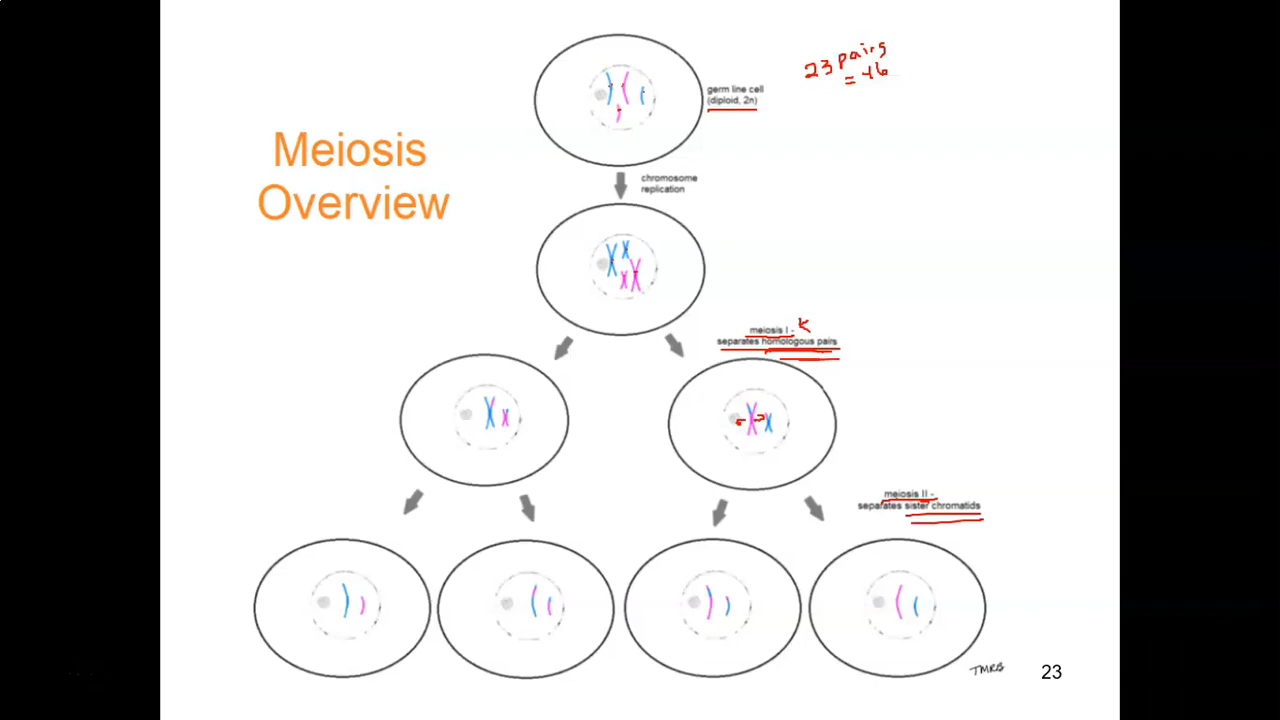 23 pairs
= 46
germ line cell
(diploid, 2n)
Meiosis
Overview
chromosome
replication
meiosis I -
separates homologous pairs
meiosis II -
separates sister chromatids
TMRB
23